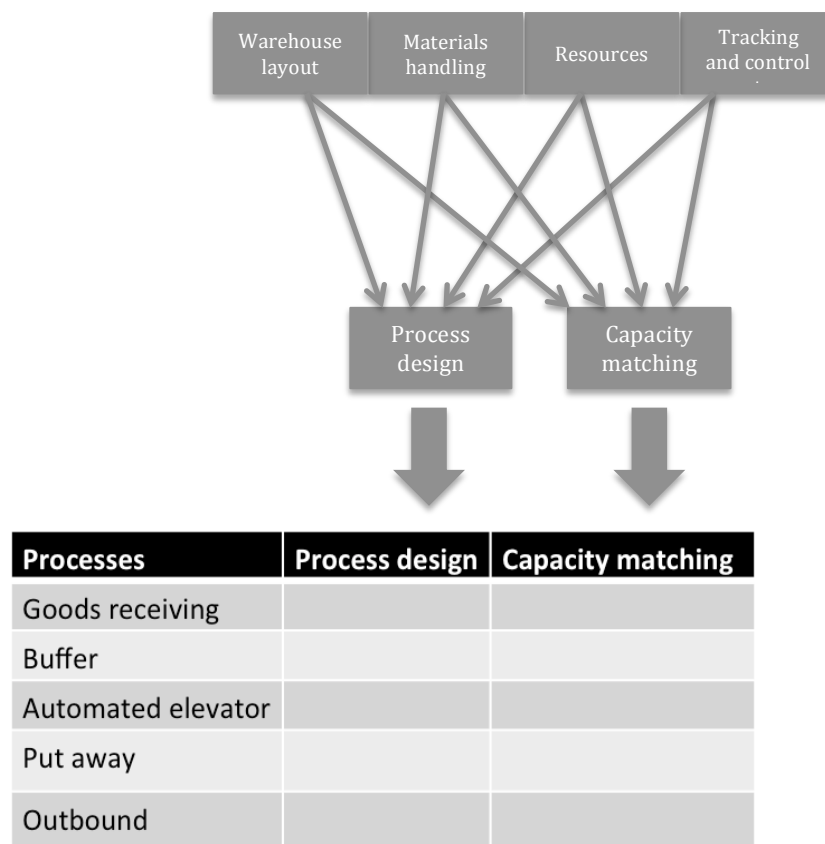 Warehouse
layout
Materials
handling
Resources
Tracking
and control
Process
design
Capacity
matching
Processes Process design Capacity matching
Goods receiving
Buffer
Automated elevator
Put away
Outbound